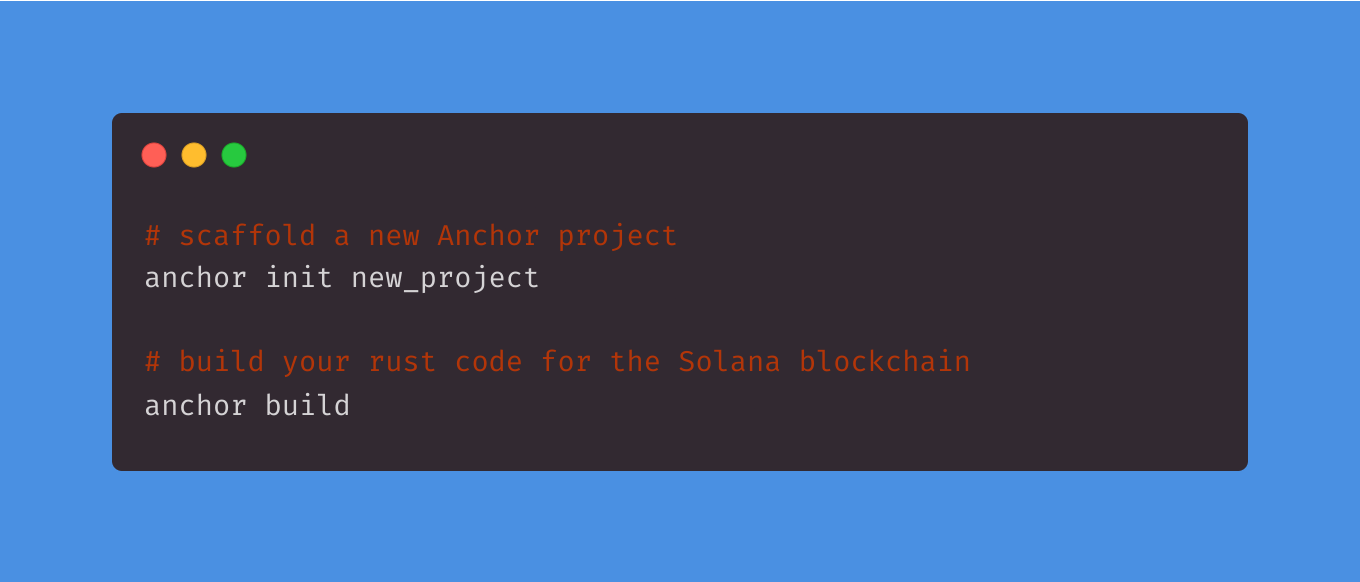 # scaffold a new Anchor project
anchor init new_project
# build your rust code for the Solana blockchain
anchor build